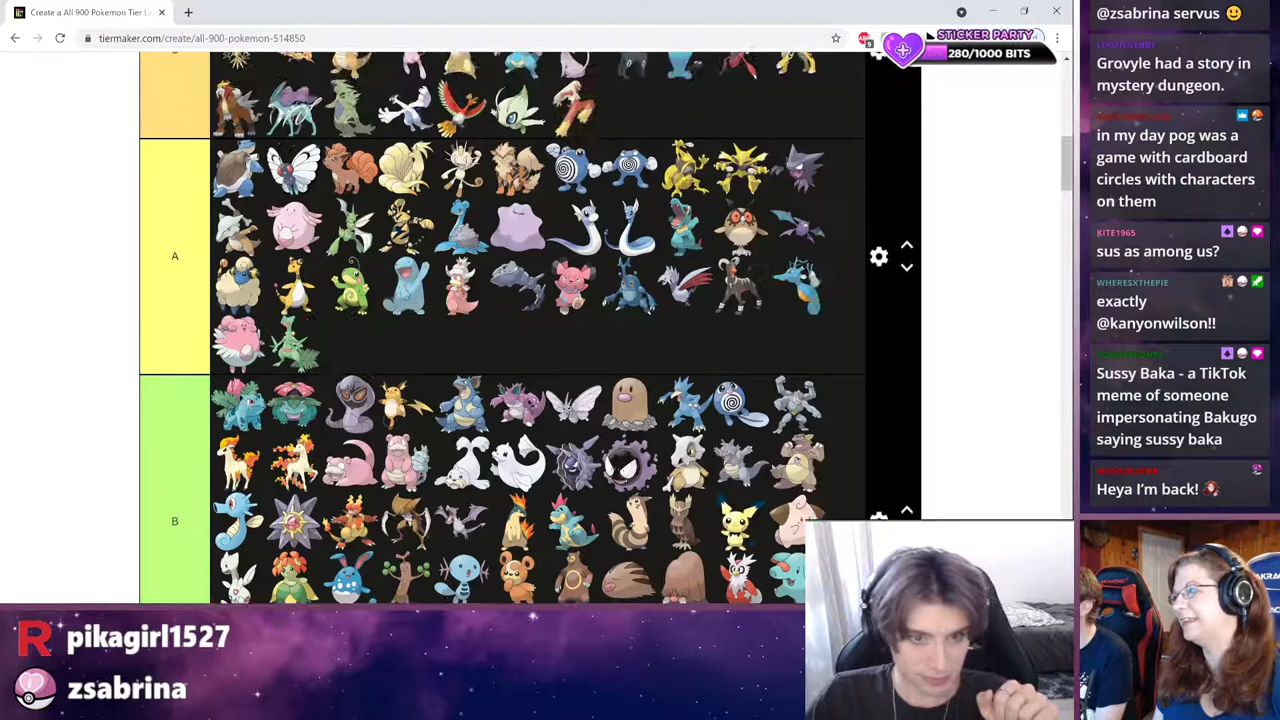 Create a All 900 Pokemon Tier Li
tiermaker.com/create/all-900-pokemon-514850
9
STICKER PARTY
280/1000 BITS
A
B
@zsabrina servus
LIAMISNERBY
Grovyle had a story in
mystery dungeon.
in my day pog was a
game with cardboard
circles with characters
on them
KITE1965
sus as among us?
WHERESXTHEPIE
exactly
@kanyonwilson!!
Sussy Baka - a TikTok
meme of someone
impersonating Bakugo
saying sussy baka
Heya I'm back!
R pikagirl1527
zsabrina